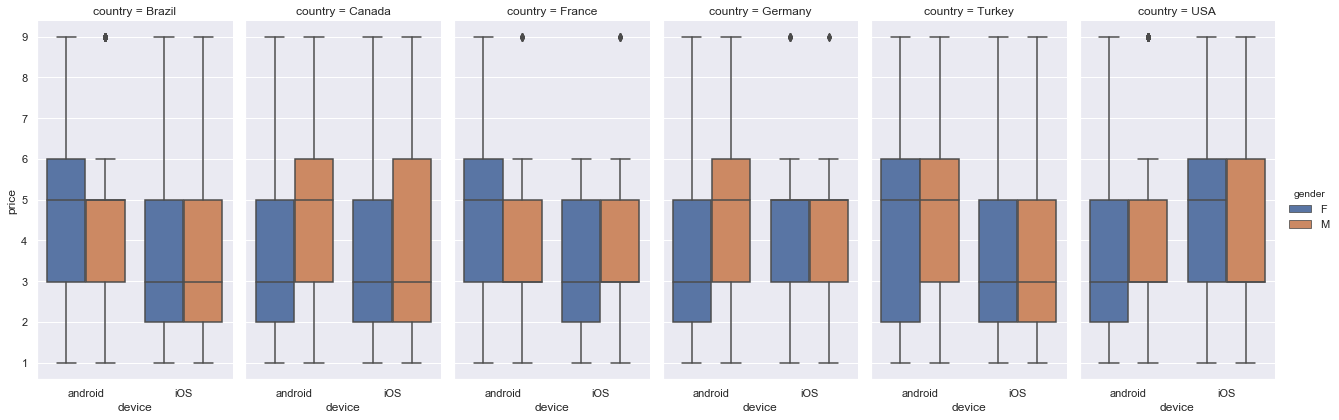 country = Brazil
country = Canada
country = France
country = Germany
country = Turkey
country = USA
9
8
7
6
5
4
3
2
1
price
android iOS
device
android iOS
device
android iOS
device
android iOS
device
android iOS
device
android iOS
device
gender
F
M